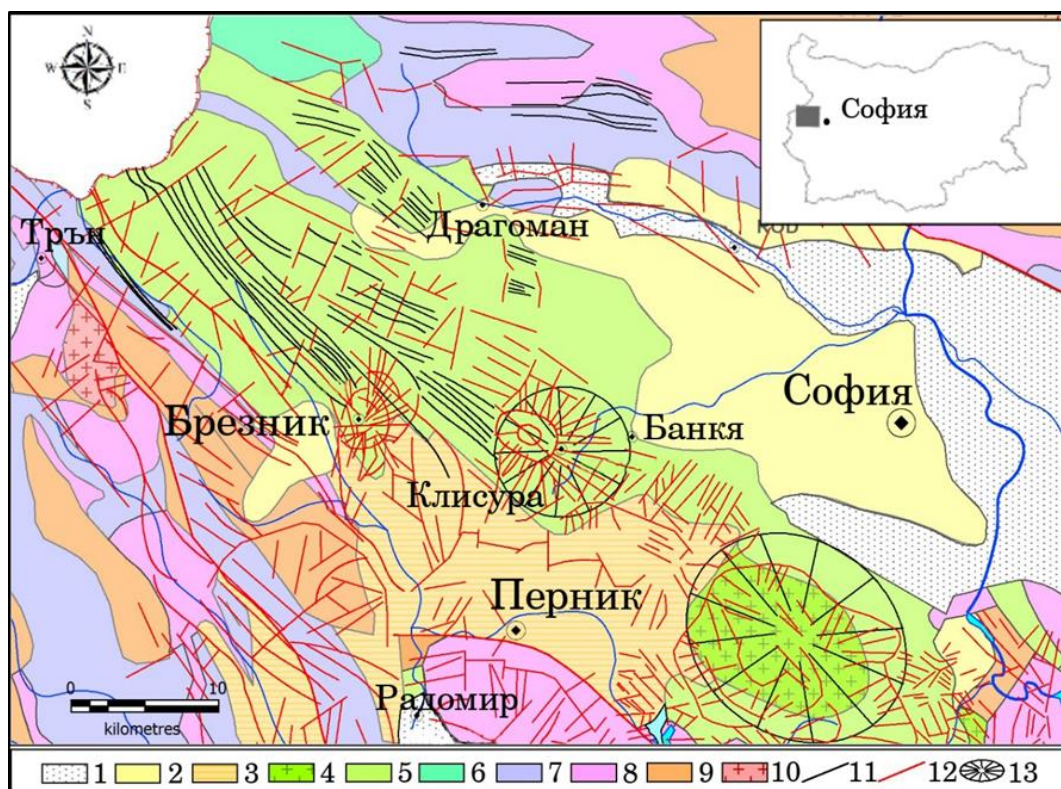 N
W E
S
София
Драгоман
Трън
София
Брезник
Банкя
Клисура
Перник
Радомир
0 10
kilometres
1 2 3 4 5 6 7 8 9 10 11 12 13